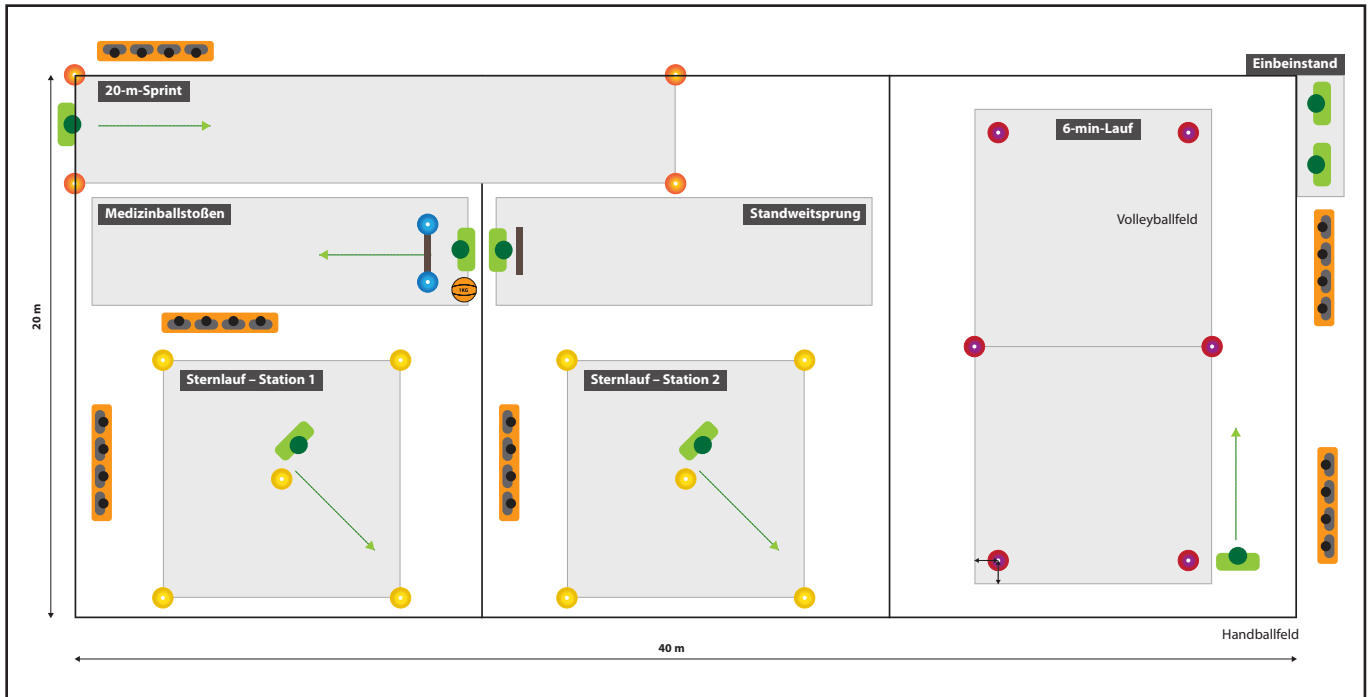 Einbeinstand
20-m-Sprint
6-min-Lauf
Medizinballstoßen
Standweitsprung
Volleyballfeld
1KG
20 m
Sternlauf – Station 1
Sternlauf – Station 2
Handballfeld
40 m